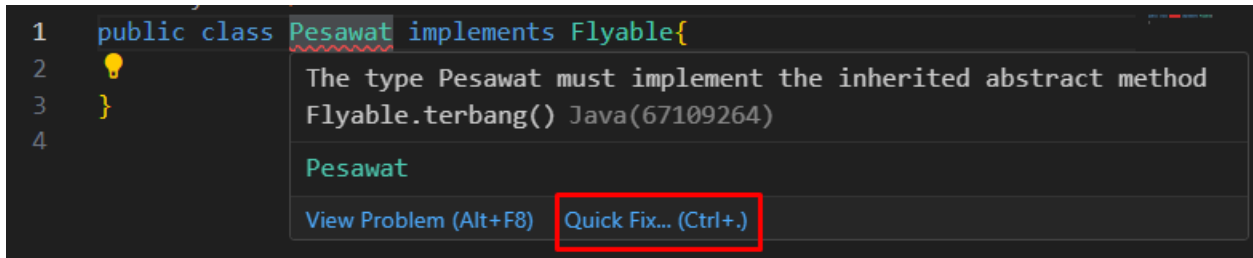 1 public class Pesawat implements Flyable{
2
3 }
4
The type Pesawat must implement the inherited abstract method
Flyable.terbang() Java(67109264)
Pesawat
View Problem (Alt+F8) Quick Fix... (Ctrl+.)